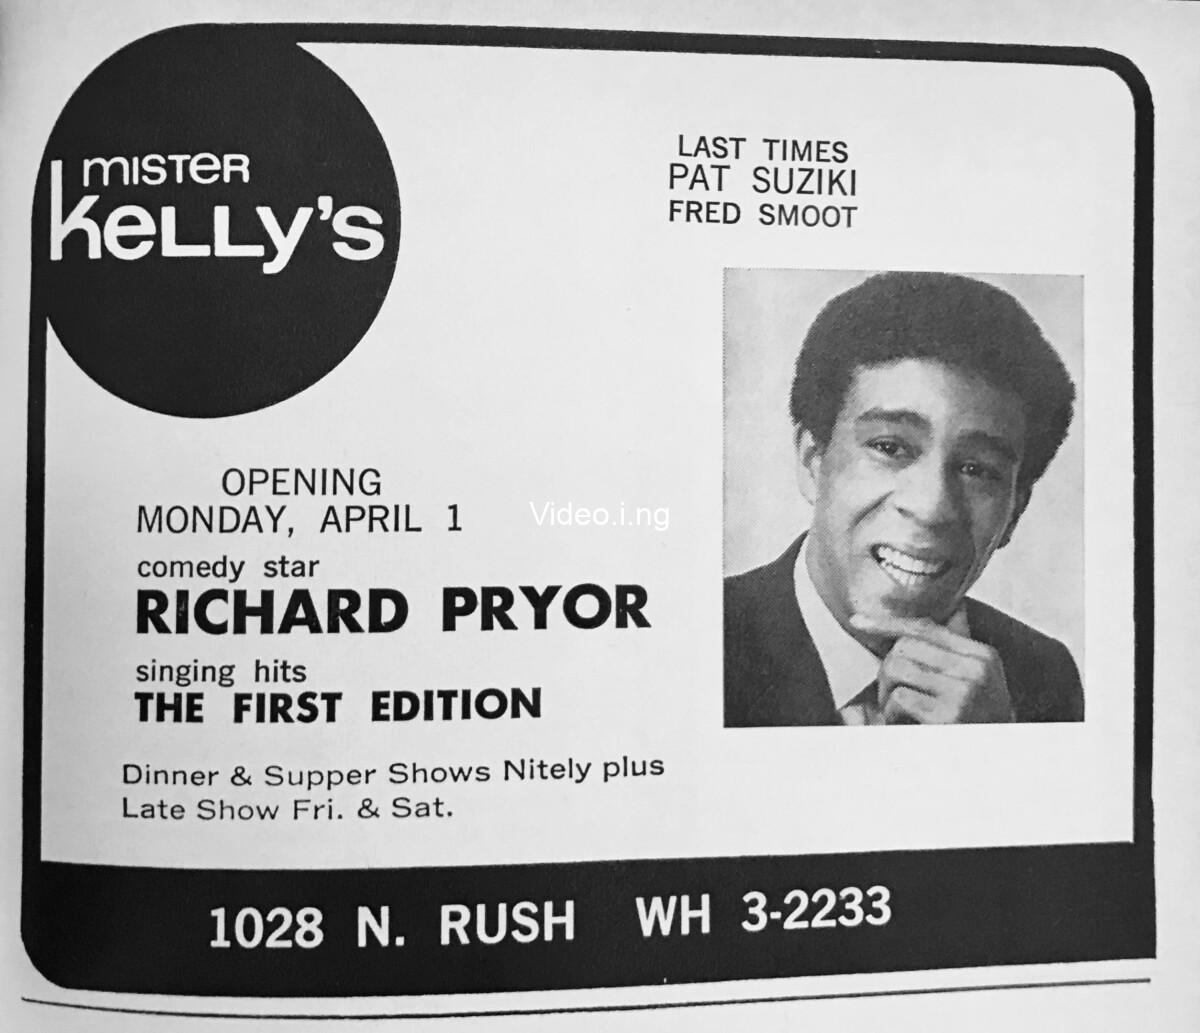 mister
kelly's
LAST TIMES
PAT SUZIKI
FRED SMOOT
OPENING
MONDAY, APRIL 1
comedy star
RICHARD PRYOR
singing hits
THE FIRST EDITION
Dinner & Supper Shows Nitely plus
Late Show Fri. & Sat.
1028 N. RUSH WH 3-2233
Video.i.ng